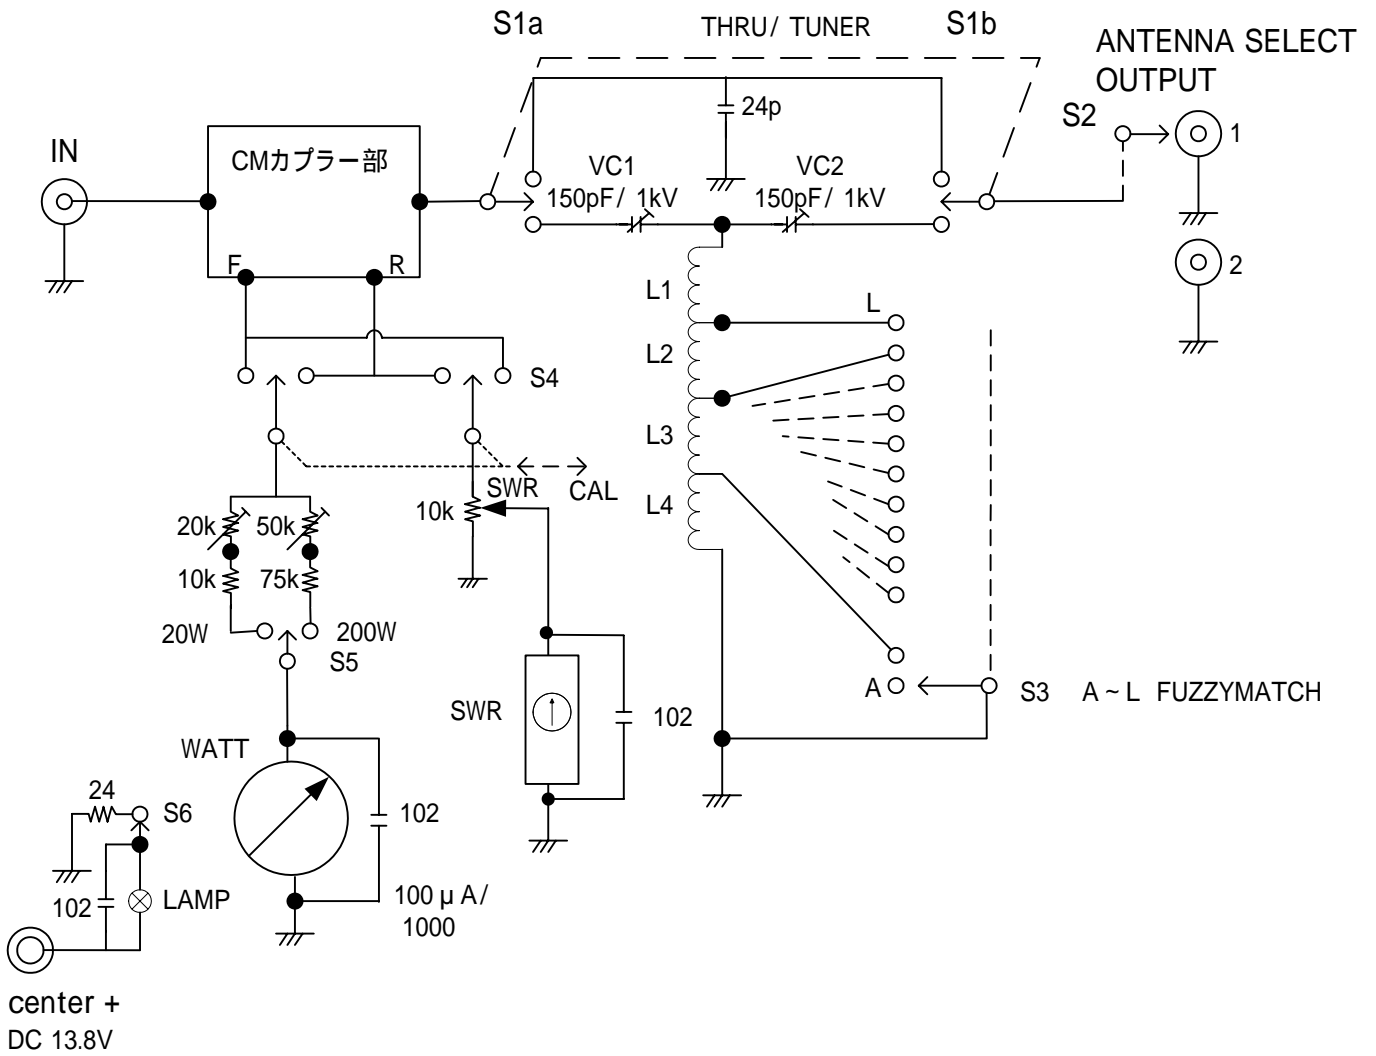 S1a
THRU/ TUNER
S1b
ANTENNA SELECT
OUTPUT
24p
S2
1
IN
CMカプラー部
VC1
150pF/ 1kV
VC2
150pF/ 1kV
F
R
2
L1
L
L2
S4
L3
SWR
CAL
L4
20k
50k
10k
10k
75k
20W
200W
S5
A
S3
A ~ L FUZZYMATCH
SWR
102
WATT
24
S6
102
102
LAMP
100 μ A/
1000
center +
DC 13.8V